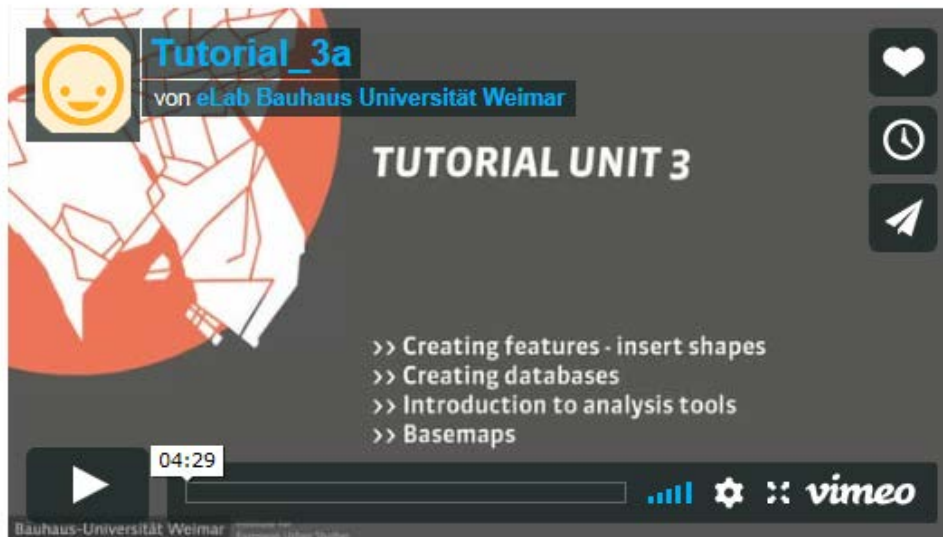 Tutorial_3a
von eLab Bauhaus Universität Weimar
TUTORIAL UNIT 3
>> Creating features - insert shapes
>> Creating databases
>> Introduction to analysis tools
>> Basemaps
04:29
vimeo
Bauhaus-Universität Weimar